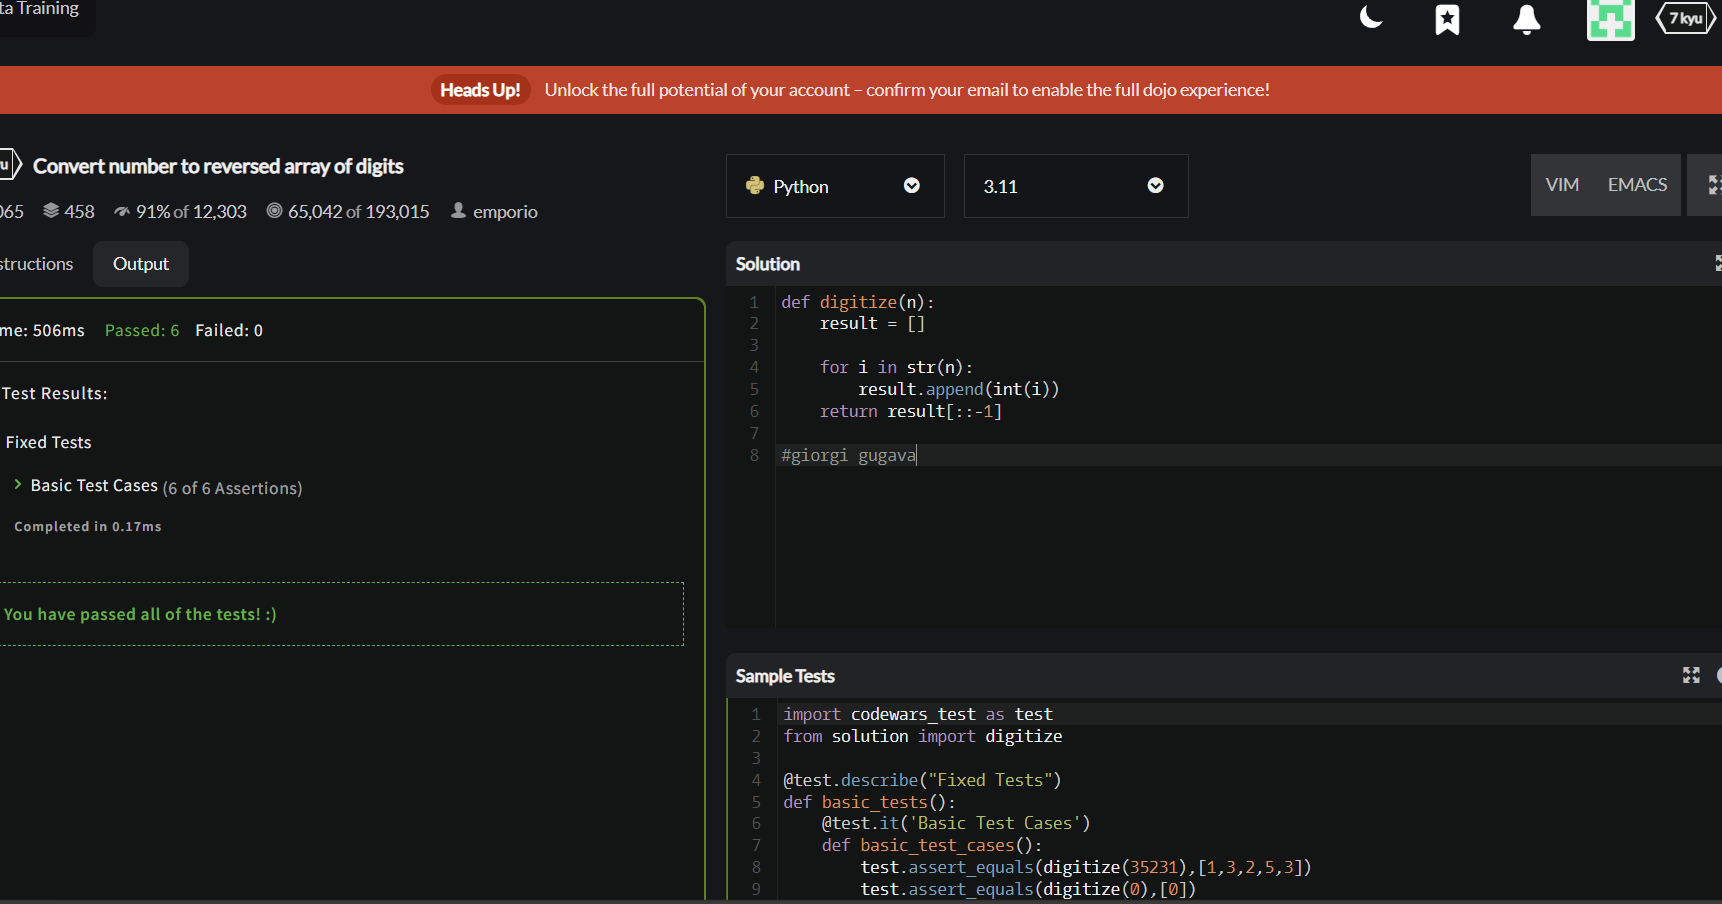 ta Training
7 kyu
Heads Up! Unlock the full potential of your account – confirm your email to enable the full dojo experience!
u Convert number to reversed array of digits
065 458 91% of 12,303 65,042 of 193,015 emporio
structions Output
me: 506ms Passed: 6 Failed: 0
Test Results:
Fixed Tests
> Basic Test Cases (6 of 6 Assertions)
Completed in 0.17ms
You have passed all of the tests! :)
Python 3.11 VIM EMACS
Solution
1 def digitize(n):
2     result = []
3
4     for i in str(n):
5         result.append(int(i))
6     return result[::-1]
7
8 #giorgi gugava
Sample Tests
1 import codewars_test as test
2 from solution import digitize
3
4 @test.describe("Fixed Tests")
5 def basic_tests():
6     @test.it('Basic Test Cases')
7     def basic_test_cases():
8         test.assert_equals(digitize(35231),[1,3,2,5,3])
9         test.assert_equals(digitize(0),[0])